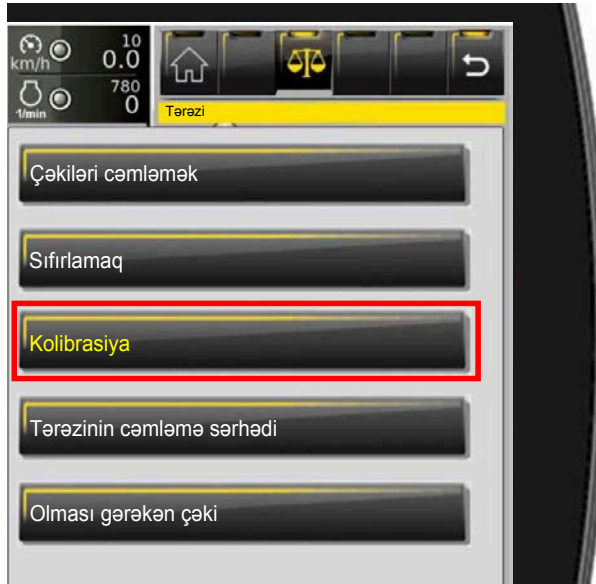 10
km/h 0.0
780
1/min 0
Tərəzi
Çəkiləri cəmləmək
Sıfırlamaq
Kolibrasiya
Tərəzinin cəmləmə sərhədi
Olması gərəkən çəki